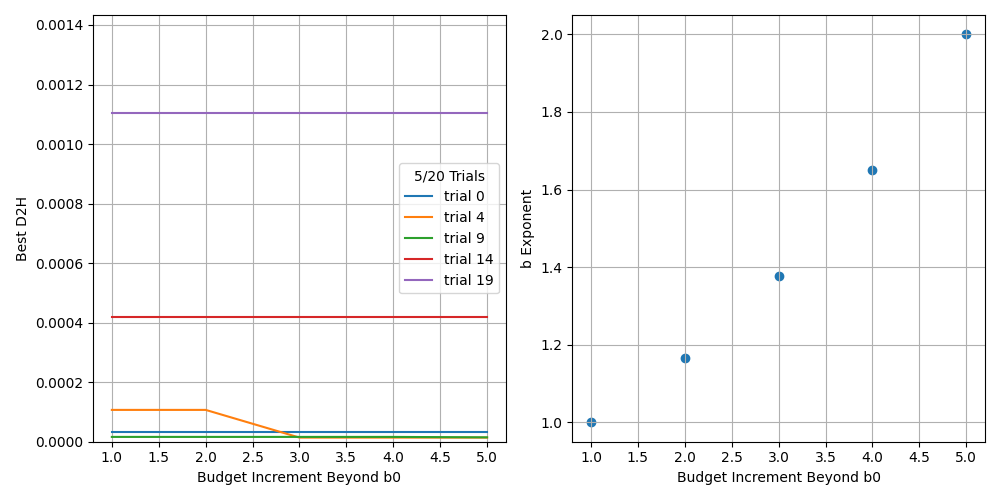 0.0014
0.0012
0.0010
0.0008
0.0006
0.0004
0.0002
0.0000
Best D2H
5/20 Trials
trial 0
trial 4
trial 9
trial 14
trial 19
1.0 1.5 2.0 2.5 3.0 3.5 4.0 4.5 5.0
Budget Increment Beyond b0
2.0
1.8
1.6
1.4
1.2
1.0
b Exponent
1.0 1.5 2.0 2.5 3.0 3.5 4.0 4.5 5.0
Budget Increment Beyond b0